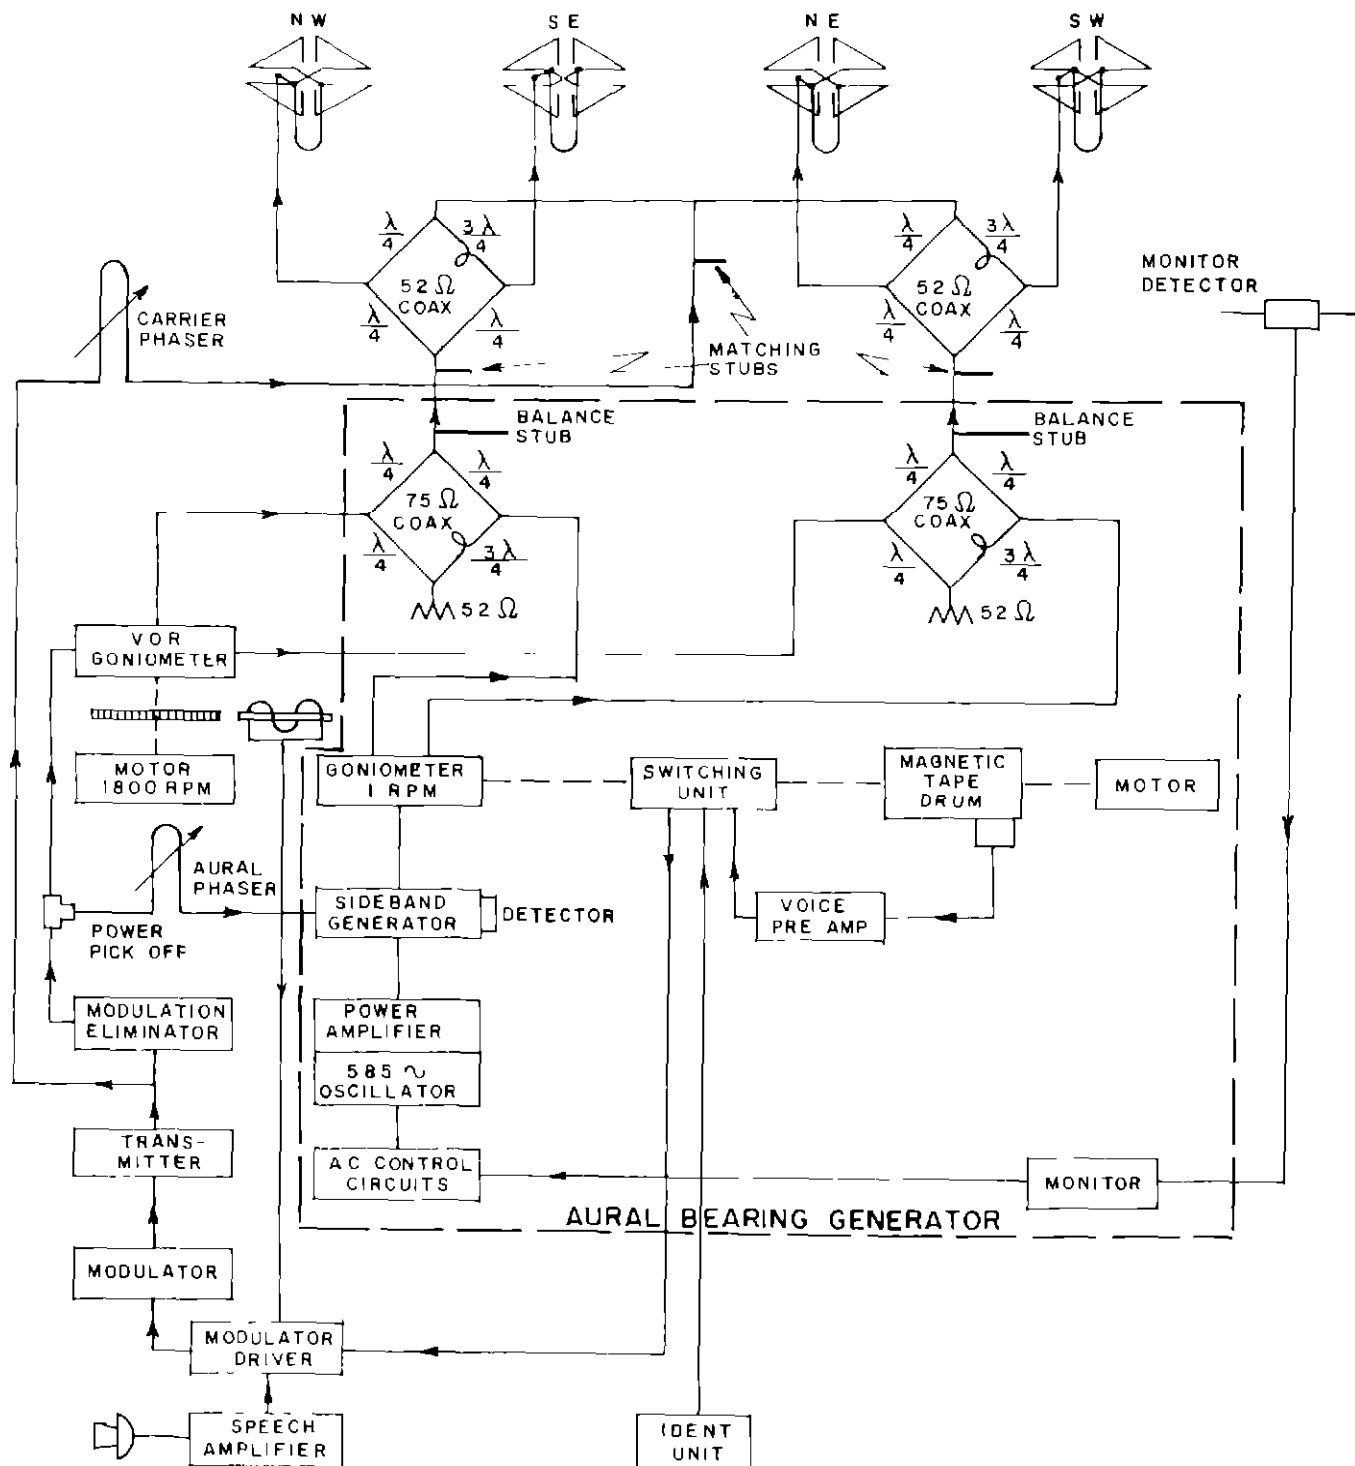 N W
S E
N E
S W
λ/4
3λ/4
52 Ω
COAX
λ/4
λ/4
λ/4
3λ/4
52 Ω
COAX
λ/4
λ/4
MONITOR
DETECTOR
CARRIER
PHASER
MATCHING
STUBS
BALANCE
STUB
BALANCE
STUB
λ/4
λ/4
75 Ω
COAX
λ/4
3λ/4
52 Ω
λ/4
λ/4
75 Ω
COAX
λ/4
3λ/4
52 Ω
VOR
GONIOMETER
MOTOR
1800 RPM
GONIOMETER
1 RPM
SWITCHING
UNIT
MAGNETIC
TAPE
DRUM
MOTOR
AURAL
PHASER
POWER
PICK OFF
SIDEBAND
GENERATOR
DETECTOR
VOICE
PRE AMP
MODULATION
ELIMINATOR
POWER
AMPLIFIER
585 ~
OSCILLATOR
TRANS-
MITTER
AC CONTROL
CIRCUITS
MONITOR
AURAL BEARING GENERATOR
MODULATOR
MODULATOR
DRIVER
SPEECH
AMPLIFIER
IDENT
UNIT